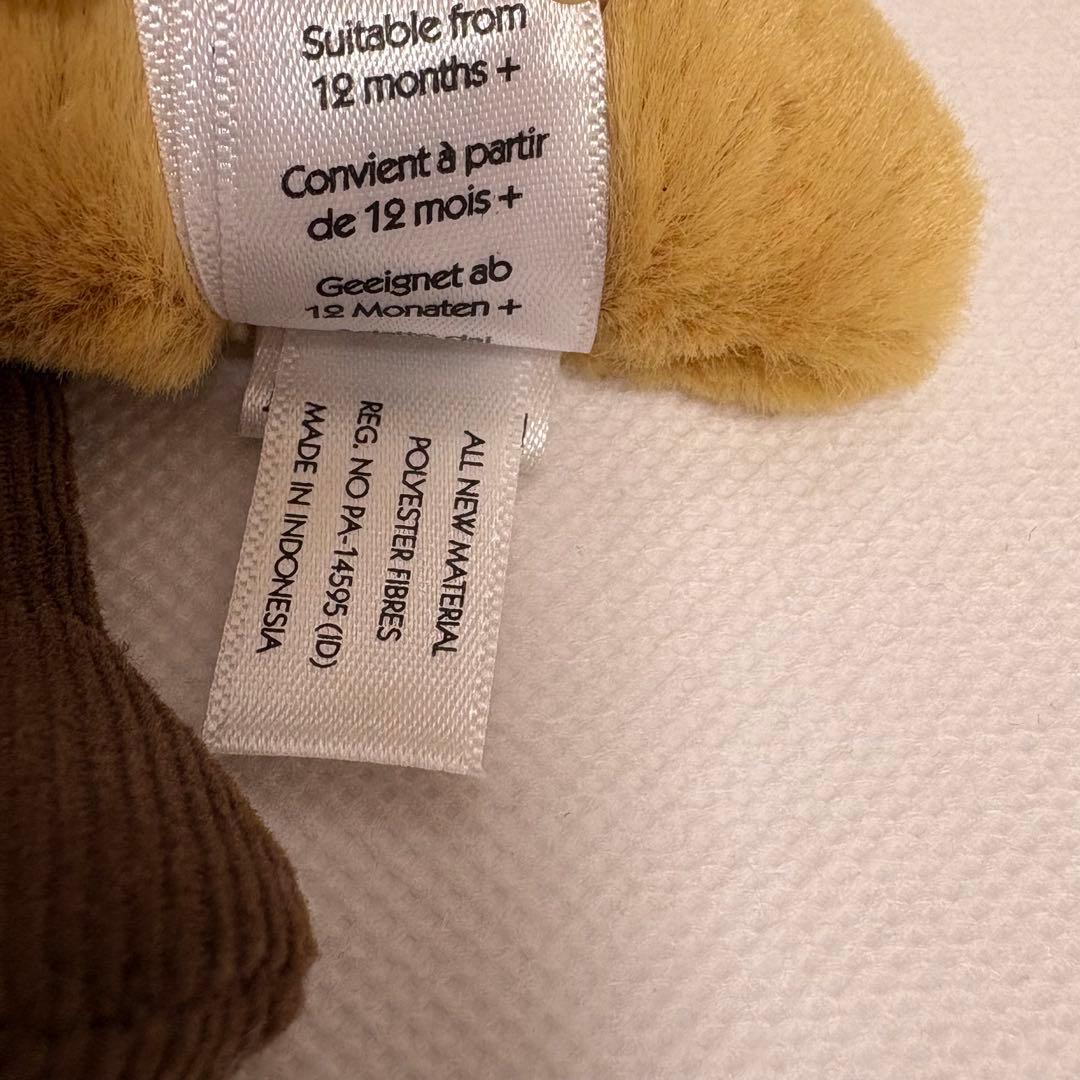 Suitable from
12 months +
Convient à partir
de 12 mois +
Geeignet ab
12 Monaten +
ALL NEW MATERIAL
POLYESTER FIBRES
REG. NO PA-14595 (ID)
MADE IN INDONESIA